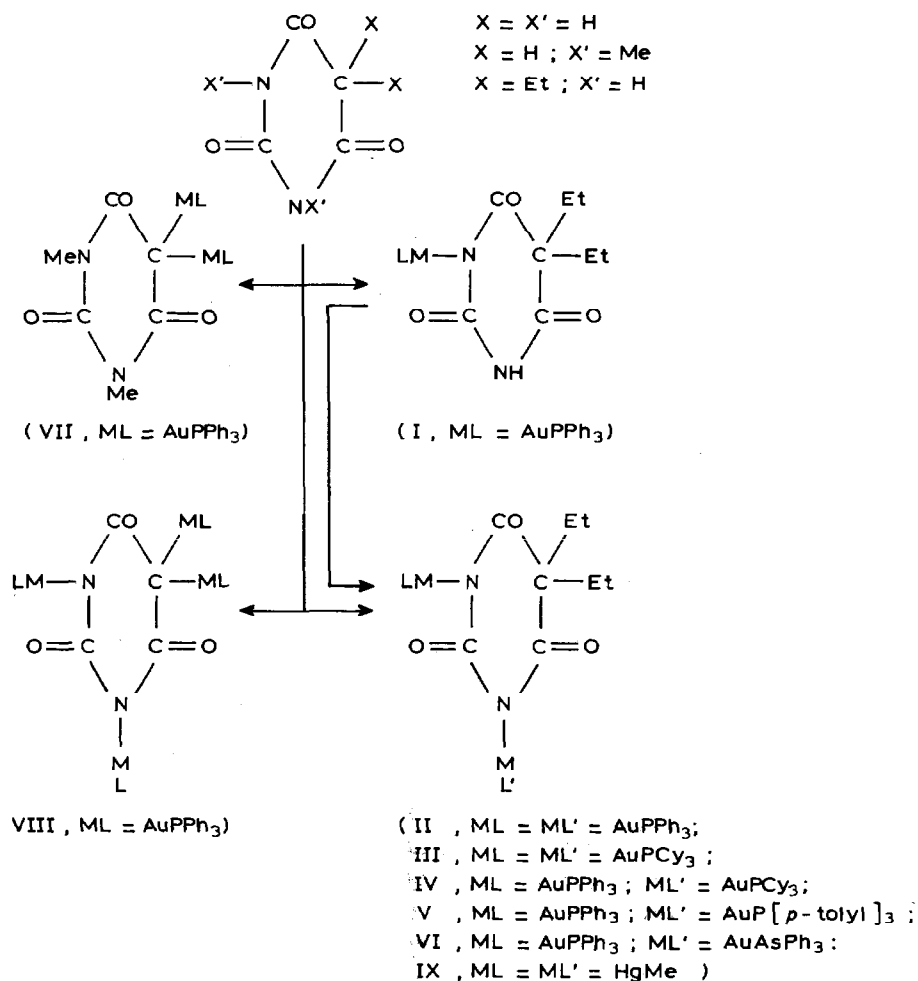 CO X X = X' = H
X = H ; X' = Me
X'—N C—X X = Et ; X' = H
O=C C=O
NX'
CO ML CO Et
MeN C—ML LM—N C—Et
O=C C=O O=C C=O
N NH
Me
( VII , ML = AuPPh3) ( I , ML = AuPPh3)
CO ML CO Et
LM—N C—ML LM—N C—Et
O=C C=O O=C C=O
N N
M M
L L'
VIII , ML = AuPPh3) ( II , ML = ML' = AuPPh3;
III , ML = ML' = AuPCy3 ;
IV , ML = AuPPh3 ; ML' = AuPCy3;
V , ML = AuPPh3 ; ML' = AuP[p-tolyl]3 ;
VI , ML = AuPPh3 ; ML' = AuAsPh3 :
IX , ML = ML' = HgMe )